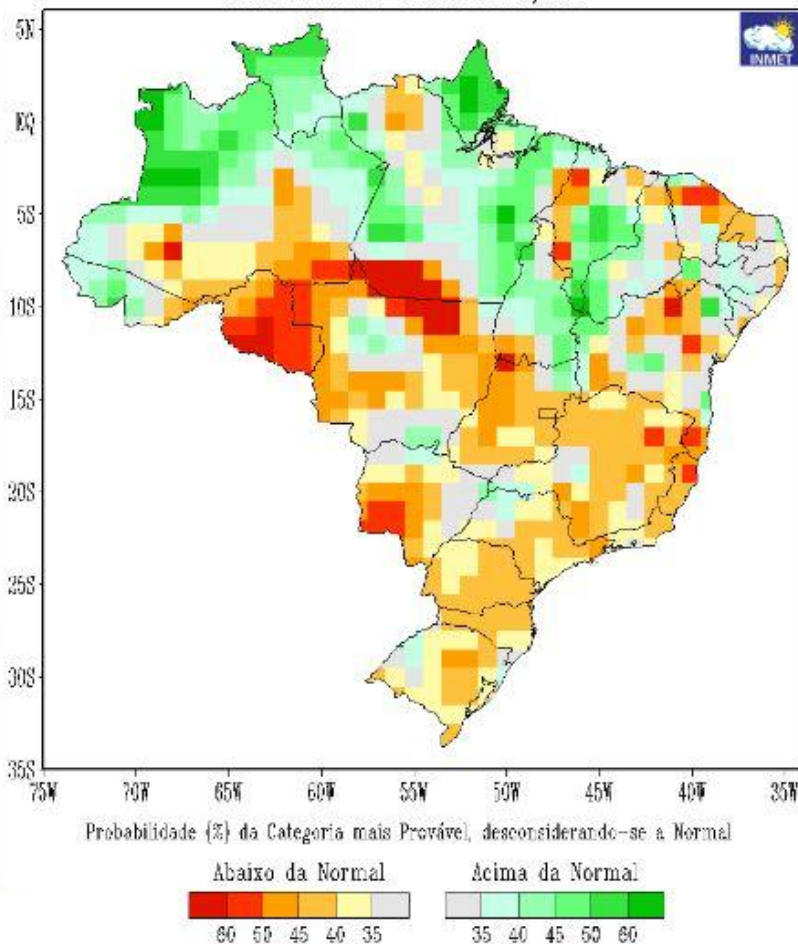 INMET
5N
EQ
5S
10S
15S
20S
25S
30S
35S
75W 70W 65W 60W 55W 50W 45W 40W 35W
Probabilidade (%) da Categoria mais Provável, desconsiderando-se a Normal
Abaixo da Normal Acima da Normal
60 50 45 40 35 35 40 45 50 60